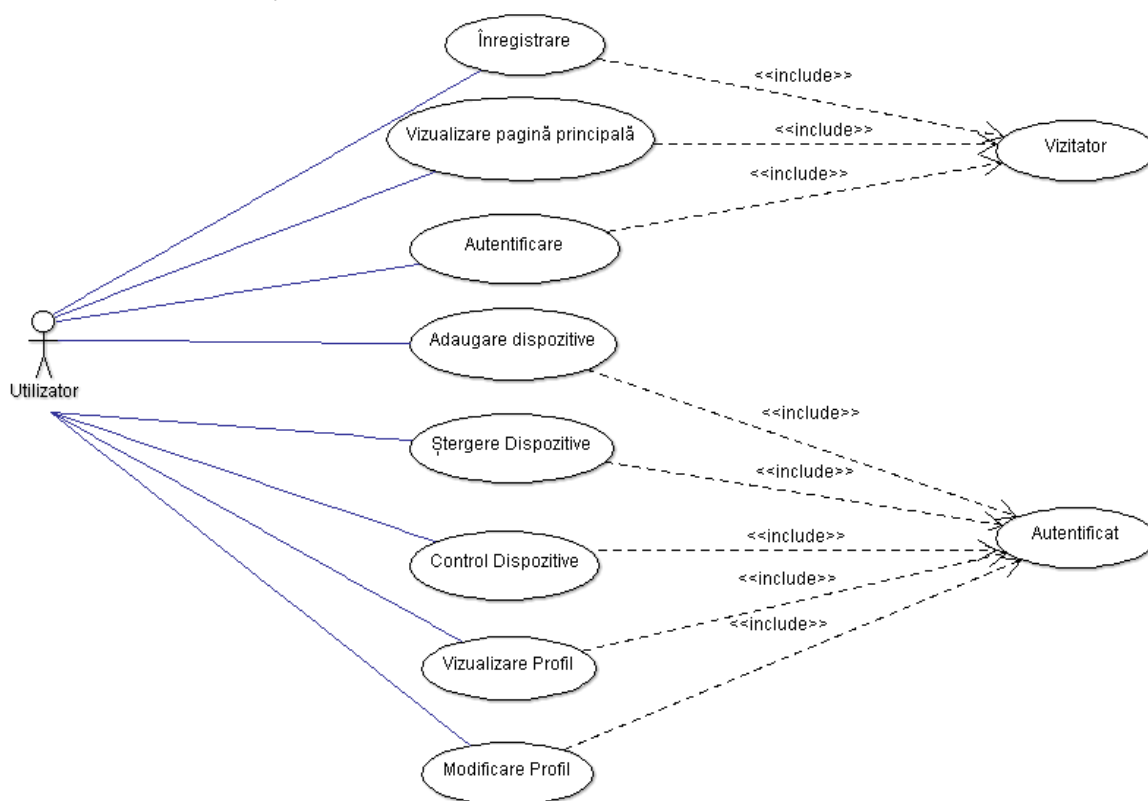 Înregistrare
<<include>>
Vizualizare pagină principală
<<include>>
Vizitator
<<include>>
Autentificare
Adaugare dispozitive
Utilizator
<<include>>
Ștergere Dispozitive
<<include>>
Autentificat
<<include>>
Control Dispozitive
<<include>>
<<include>>
Vizualizare Profil
Modificare Profil